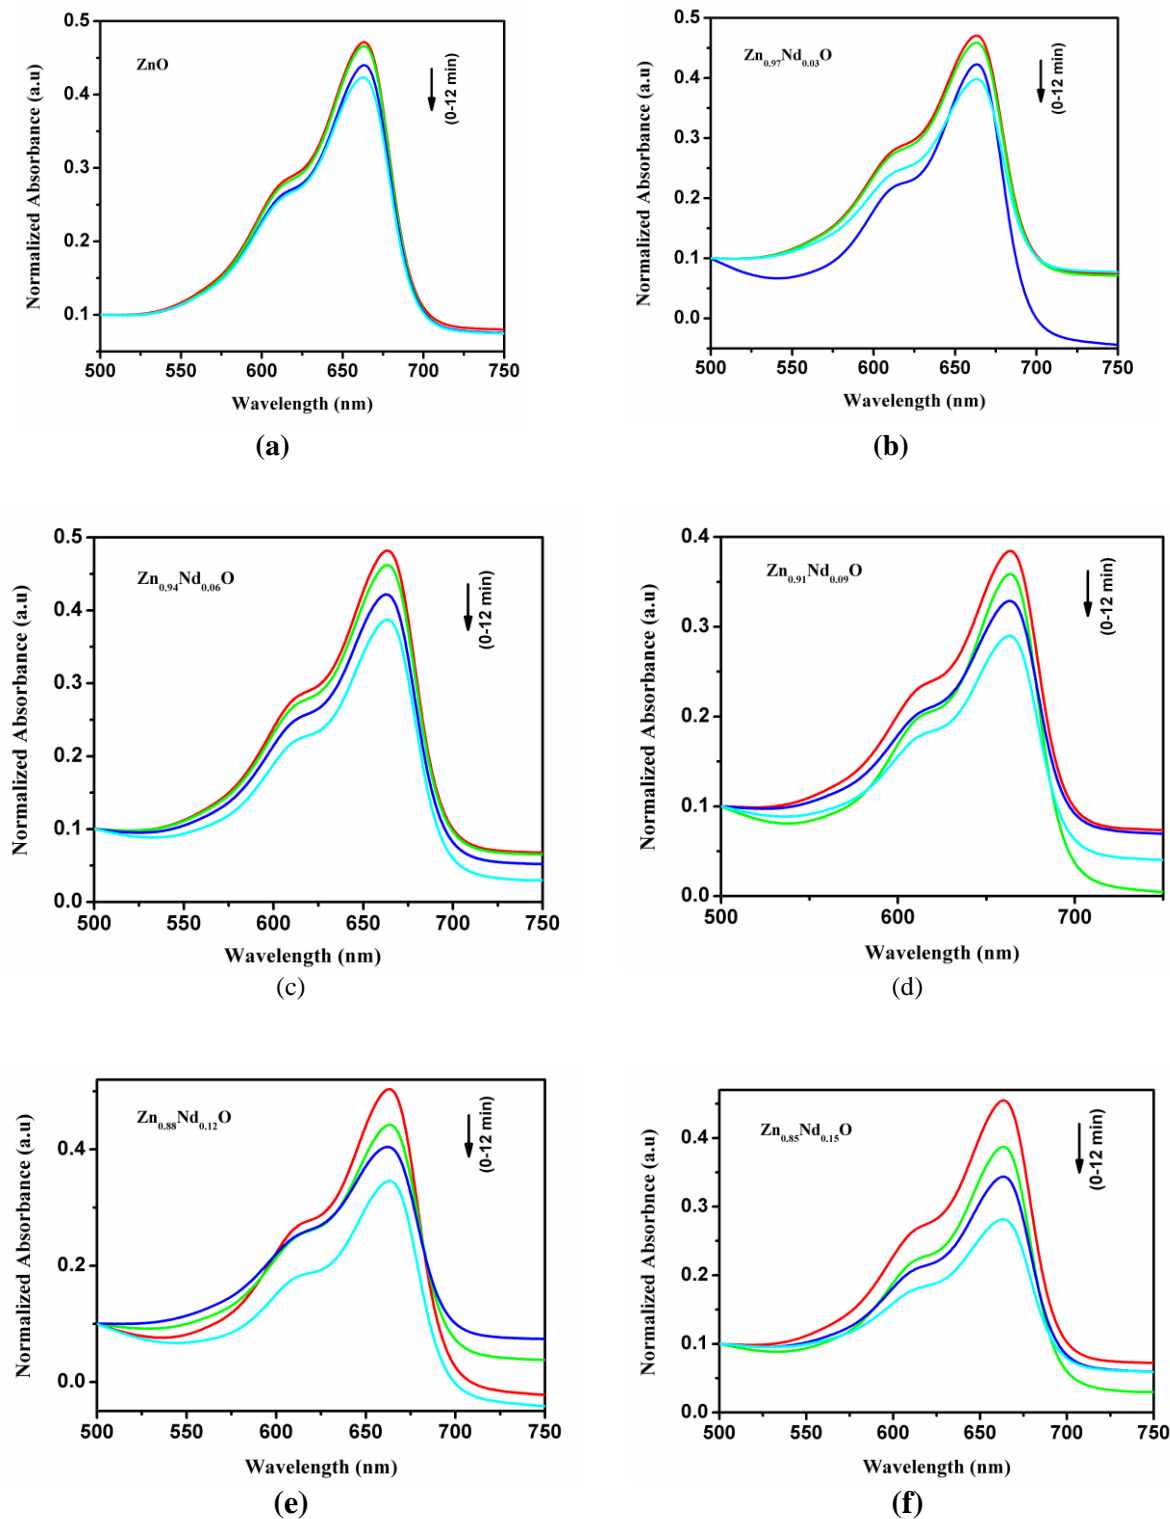 0.5
0.4
0.3
0.2
0.1
500 550 600 650 700 750
Normalized Absorbance (a.u)
Wavelength (nm)
ZnO
(0-12 min)
(a)
0.5
0.4
0.3
0.2
0.1
0.0
500 550 600 650 700 750
Normalized Absorbance (a.u)
Wavelength (nm)
Zn0.97Nd0.03O
(0-12 min)
(b)
0.5
0.4
0.3
0.2
0.1
0.0
500 550 600 650 700 750
Normalized Absorbance (a.u)
Wavelength (nm)
Zn0.94Nd0.06O
(0-12 min)
(c)
0.4
0.3
0.2
0.1
0.0
500 600 700
Normalized Absorbance (a.u)
Wavelength (nm)
Zn0.91Nd0.09O
(0-12 min)
(d)
0.4
0.2
0.0
500 550 600 650 700 750
Normalized Absorbance (a.u)
Wavelength (nm)
Zn0.88Nd0.12O
(0-12 min)
(e)
0.4
0.3
0.2
0.1
0.0
500 550 600 650 700 750
Normalized Absorbnce (a.u)
Wavelength (nm)
Zn0.85Nd0.15O
(0-12 min)
(f)